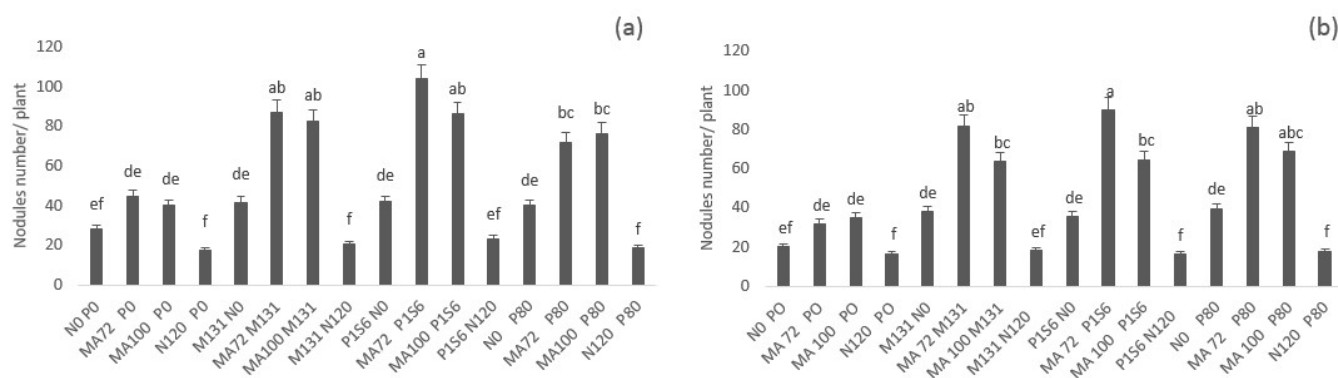 (a)
Nodules number/ plant
120
100
80
60
40
20
0
ef
de
de
f
de
ab
ab
f
de
a
ab
ef
de
bc
bc
f
N0 P0
MA72 P0
MA100 P0
N120 P0
M131 N0
MA72 M131
MA100 M131
M131 N120
P1S6 N0
MA72 P1S6
MA100 P1S6
P1S6 N120
N0 P80
MA72 P80
MA100 P80
N120 P80
(b)
Nodules number/ plant
120
100
80
60
40
20
0
ef
de
de
f
de
ab
bc
ef
de
a
bc
f
de
ab
abc
f
N0 PO
MA 72 PO
MA 100 PO
N120 PO
M131 N0
MA 72 M131
MA 100 M131
M131 N120
P1S6 N0
MA 72 P1S6
MA 100 P1S6
P1S6 N120
N0 P80
MA 72 P80
MA 100 P80
N120 P80